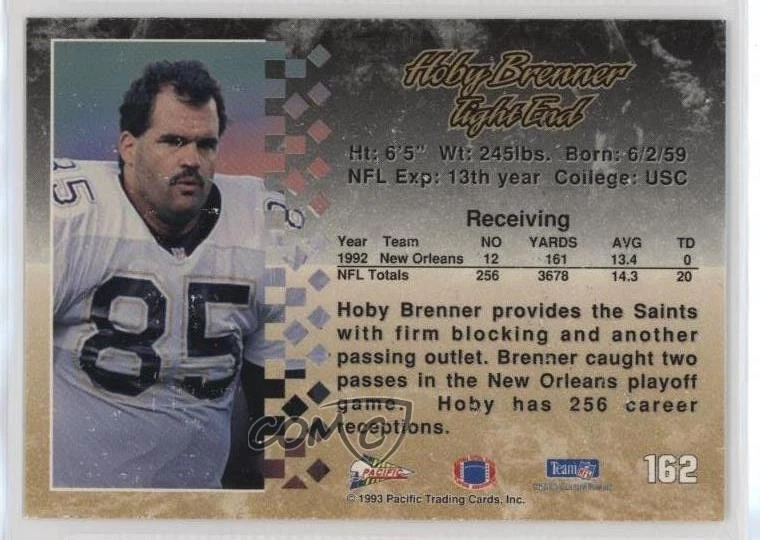 Hoby Brenner
Tight End
Ht: 6'5" Wt: 245lbs. Born: 6/2/59
NFL Exp: 13th year College: USC
Receiving
Year Team NO YARDS AVG TD
1992 New Orleans 12 161 13.4 0
NFL Totals 256 3678 14.3 20
Hoby Brenner provides the Saints
with firm blocking and another
passing outlet. Brenner caught two
passes in the New Orleans playoff
game. Hoby has 256 career
receptions.
85
85
COMC
PACIFIC
Team NFL
162
© 1993 Pacific Trading Cards, Inc.